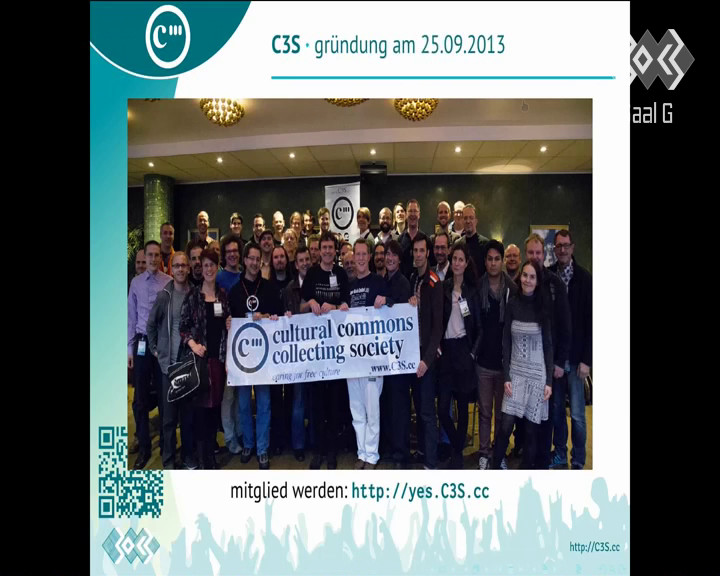 C3S · gründung am 25.09.2013
aal G
C3S
cultural commons
collecting society
www.C3S.cc
mitglied werden: http://yes.C3S.cc
http://C3S.cc